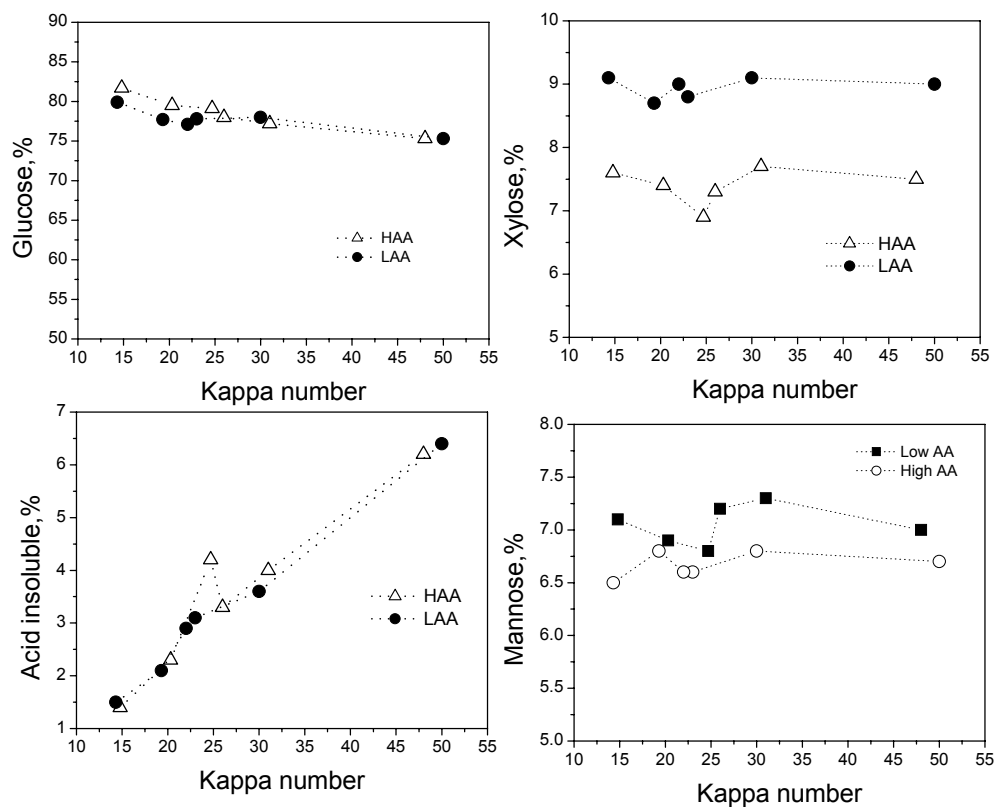 90
85
80
75
70
65
60
55
50
Glucose,%
HAA
LAA
10 15 20 25 30 35 40 45 50 55
Kappa number
10
9
8
7
6
5
Xylose,%
HAA
LAA
10 15 20 25 30 35 40 45 50 55
Kappa number
7
6
5
4
3
2
1
Acid insoluble,%
HAA
LAA
10 15 20 25 30 35 40 45 50 55
Kappa number
8.0
7.5
7.0
6.5
6.0
5.5
5.0
Mannose,%
Low AA
High AA
10 15 20 25 30 35 40 45 50 55
Kappa number